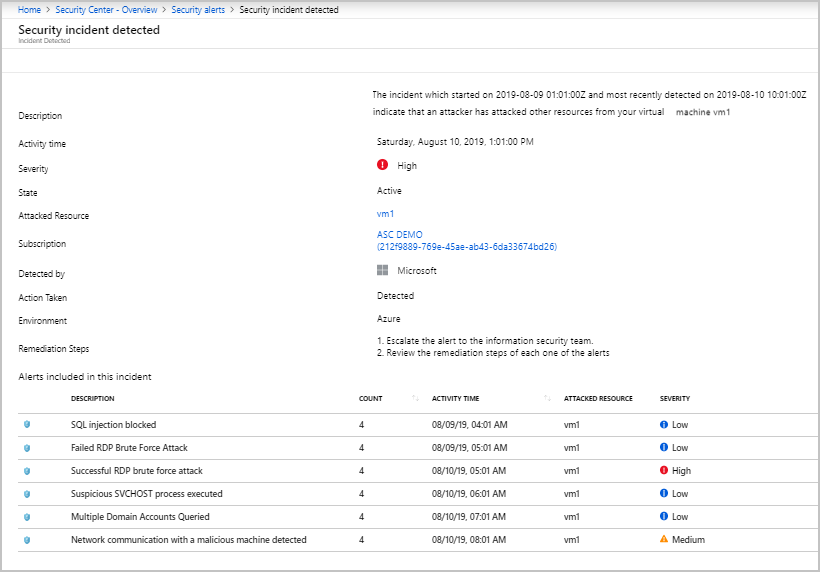 Home > Security Center - Overview > Security alerts > Security incident detected
Security incident detected
Incident Detected
The incident which started on 2019-08-09 01:01:00Z and most recently detected on 2019-08-10 10:01:00Z
Description indicate that an attacker has attacked other resources from your virtual machine vm1
Activity time Saturday, August 10, 2019, 1:01:00 PM
Severity High
State Active
Attacked Resource vm1
Subscription ASC DEMO
(212f9889-769e-45ae-ab43-6da33674bd26)
Detected by Microsoft
Action Taken Detected
Environment Azure
Remediation Steps 1. Escalate the alert to the information security team.
2. Review the remediation steps of each one of the alerts
Alerts included in this incident
DESCRIPTION COUNT ACTIVITY TIME ATTACKED RESOURCE SEVERITY
SQL injection blocked 4 08/09/19, 04:01 AM vm1 Low
Failed RDP Brute Force Attack 4 08/09/19, 05:01 AM vm1 Low
Successful RDP brute force attack 4 08/10/19, 05:01 AM vm1 High
Suspicious SVCHOST process executed 4 08/10/19, 06:01 AM vm1 Low
Multiple Domain Accounts Queried 4 08/10/19, 07:01 AM vm1 Low
Network communication with a malicious machine detected 4 08/10/19, 08:01 AM vm1 Medium